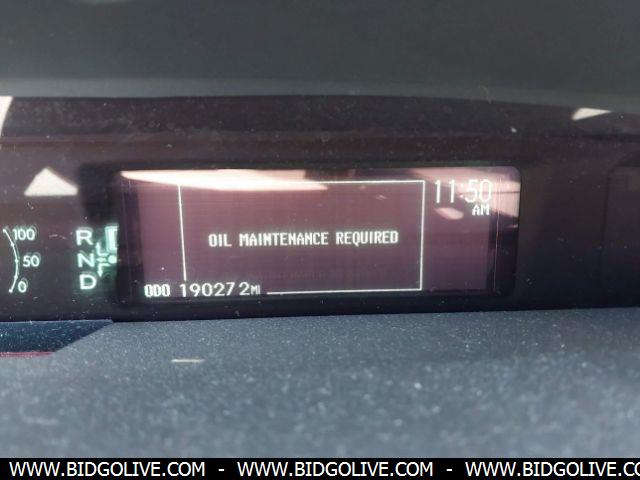 11:50
AM
100
50
0
R
N
D
OIL MAINTENANCE REQUIRED
ODO 190272MI
WWW.BIDGOLIVE.COM - WWW.BIDGOLIVE.COM - WWW.BIDGOLIVE.COM